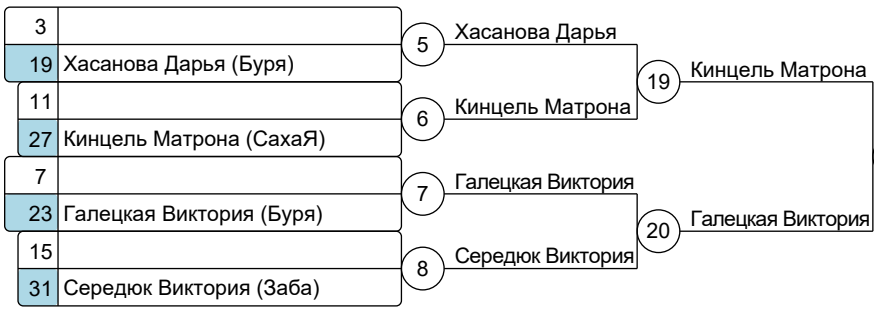 3
19 Хасанова Дарья (Буря)
11
27 Кинцель Матрона (СахаЯ)
7
23 Галецкая Виктория (Буря)
15
31 Середюк Виктория (Заба)
5 Хасанова Дарья
6 Кинцель Матрона
7 Галецкая Виктория
8 Середюк Виктория
19 Кинцель Матрона
20 Галецкая Виктория